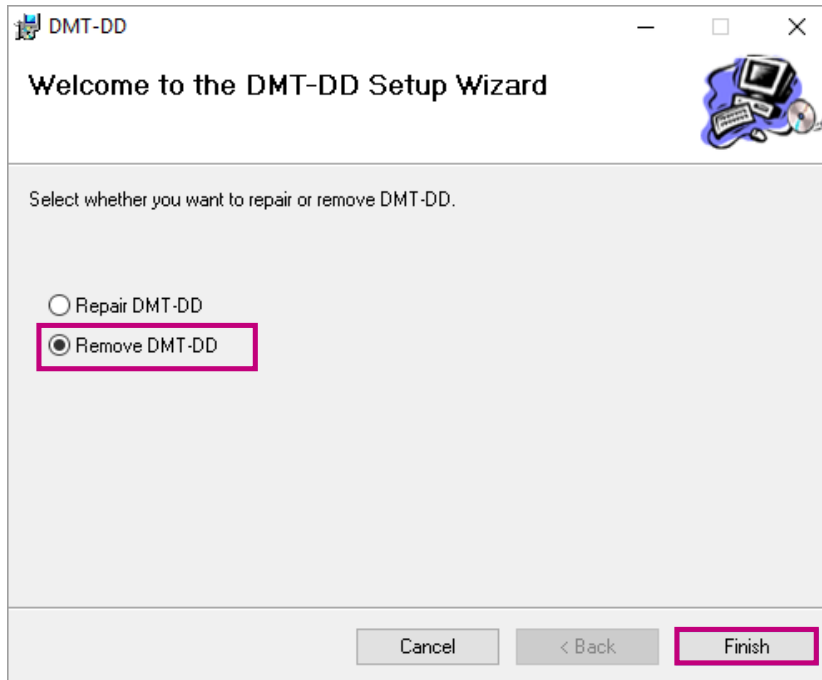 DMT-DD
Welcome to the DMT-DD Setup Wizard
Select whether you want to repair or remove DMT-DD.
Repair DMT-DD
Remove DMT-DD
Cancel
< Back
Finish